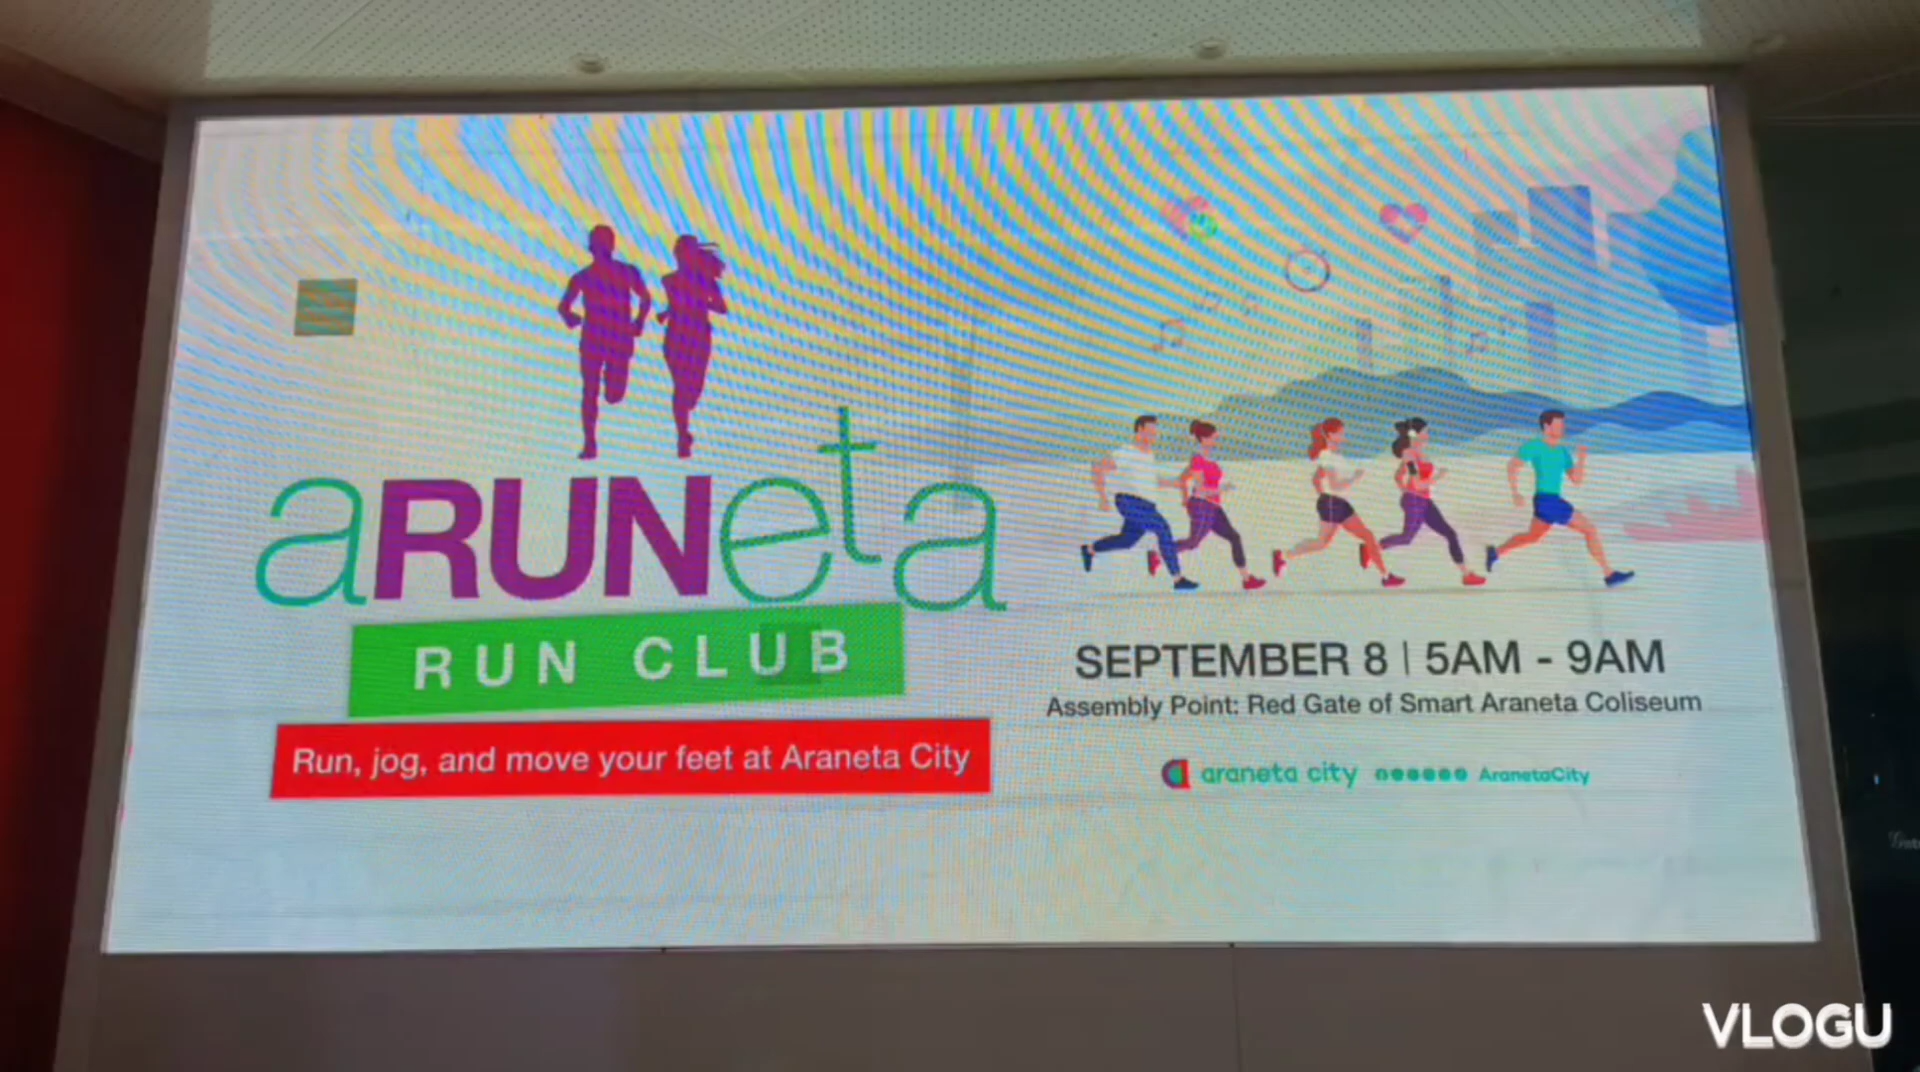 aRUNeta
RUN CLUB
Run, jog, and move your feet at Araneta City
SEPTEMBER 8 | 5AM - 9AM
Assembly Point: Red Gate of Smart Araneta Coliseum
araneta city AranetaCity
VLOGU